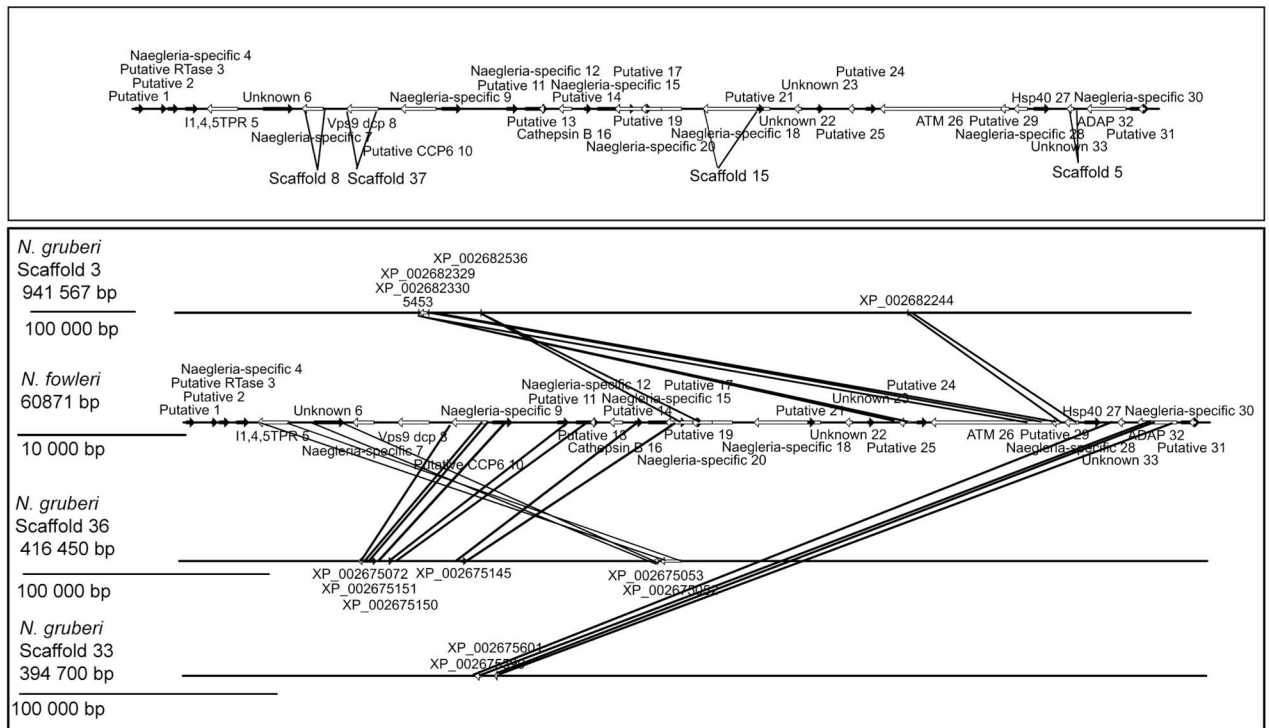 Naegleria-specific 4
Putative RTase 3
Putative 2
Putative 1
I1,4,5TPR 5
Unknown 6
Naegleria-specific 7
Vps9 dcp 8
Putative CCP6 10
Naegleria-specific 9
Naegleria-specific 12
Putative 11
Putative 13
Putative 14
Cathepsin B 16
Putative 17
Naegleria-specific 15
Putative 19
Naegleria-specific 20
Naegleria-specific 18
Putative 21
Unknown 23
Unknown 22
Putative 24
Putative 25
ATM 26
Putative 29
Hsp40 27
Naegleria-specific 28
Unknown 33
Naegleria-specific 30
ADAP 32
Putative 31
Scaffold 8
Scaffold 37
Scaffold 15
Scaffold 5
N. gruberi
Scaffold 3
941 567 bp
100 000 bp
XP_002682536
XP_002682329
XP_002682330
5453
XP_002682244
N. fowleri
60871 bp
10 000 bp
Naegleria-specific 4
Putative RTase 3
Putative 2
Putative 1
I1,4,5TPR 5
Unknown 6
Naegleria-specific 7
Vps9 dcp 8
Putative CCP6 10
Naegleria-specific 9
Naegleria-specific 12
Putative 11
Putative 13
Putative 14
Cathepsin B 16
Putative 17
Naegleria-specific 15
Putative 19
Naegleria-specific 20
Naegleria-specific 18
Putative 21
Unknown 23
Unknown 22
Putative 24
Putative 25
ATM 26
Putative 29
Hsp40 27
Naegleria-specific 28
Unknown 33
Naegleria-specific 30
ADAP 32
Putative 31
N. gruberi
Scaffold 36
416 450 bp
100 000 bp
XP_002675072
XP_002675151
XP_002675150
XP_002675145
XP_002675053
XP_002675052
N. gruberi
Scaffold 33
394 700 bp
100 000 bp
XP_002675601